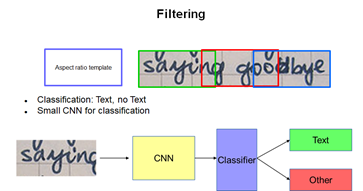 Filtering
Aspect ratio template
saying goodbye
Classification: Text, no Text
Small CNN for classification
saying
CNN
Classifier
Text
Other